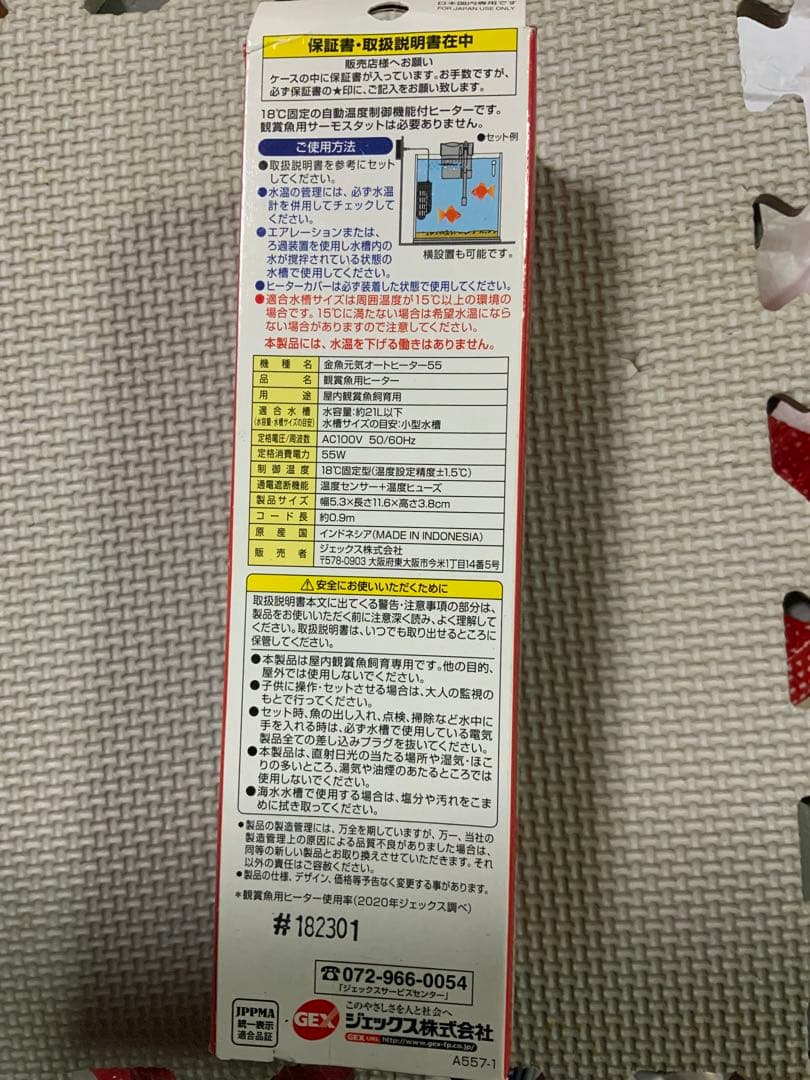 日本国内専用です
FOR JAPAN USE ONLY
保証書・取扱説明書在中
販売店様へお願い
ケースの中に保証書が入っています。お手数ですが、
必ず保証書の★印に、ご記入をお願い致します。
18℃固定の自動温度制御機能付ヒーターです。
観賞魚用サーモスタットは必要ありません。
ご使用方法
●セット例
●取扱説明書を参考にセット
してください。
●水温の管理には、必ず水温
計を併用してチェックして
ください。
●エアレーションまたは、
ろ過装置を使用し水槽内の
水が撹拌されている状態の
水槽で使用してください。
横設置も可能です。
●ヒーターカバーは必ず装着した状態で使用してください。
●適合水槽サイズは周囲温度が15℃以上の環境の
場合です。15℃に満たない場合は希望水温になら
ない場合がありますので注意してください。
本製品には、水温を下げる働きはありません。
機種名 金魚元気オートヒーター55
品名 観賞魚用ヒーター
用途 屋内観賞魚飼育用
適合水槽 水容量:約21L以下
(水容量・水槽サイズの目安) 水槽サイズの目安:小型水槽
定格電圧/周波数 AC100V 50/60Hz
定格消費電力 55W
制御温度 18℃固定型(温度設定精度±1.5℃)
通電遮断機能 温度センサー+温度ヒューズ
製品サイズ 幅5.3×長さ11.6×高さ3.8cm
コード長 約0.9m
原産国 インドネシア(MADE IN INDONESIA)
販売者 ジェックス株式会社
〒578-0903 大阪府東大阪市今米1丁目14番5号
⚠安全にお使いいただくために
取扱説明書本文に出てくる警告・注意事項の部分は、
製品をお使いいただく前に注意深く読み、よく理解して
ください。取扱説明書は、いつでも取り出せるところに
保管してください。
●本製品は屋内観賞魚飼育専用です。他の目的、
屋外では使用しないでください。
●子供に操作・セットさせる場合は、大人の監視の
もとで行ってください。
●セット時、魚の出し入れ、点検、掃除など水中に
手を入れる時は、必ず水槽で使用している電気
製品全ての差し込みプラグを抜いてください。
●本製品は、直射日光の当たる場所や湿気・ほこ
りの多いところ、湯気や油煙のあたるところでは
使用しないでください。
●海水水槽で使用する場合は、塩分や汚れをこま
めに拭き取ってください。
●製品の製造管理には、万全を期していますが、万一、当社の
製造管理上の原因による品質不良がありました場合は、
同等の新しい製品とお取り換えさせていただきます。それ
以外の責任はご容赦ください。
●製品の仕様、デザイン、価格等予告なく変更する事があります。
*観賞魚用ヒーター使用率(2020年ジェックス調べ)
#182301
☎072-966-0054
「ジェックスサービスセンター」
JPPMA
統一表示
適合品証
このやさしさを人と社会へ
GEX ジェックス株式会社
GEX URL http://www.gex-fp.co.jp/
A557-1